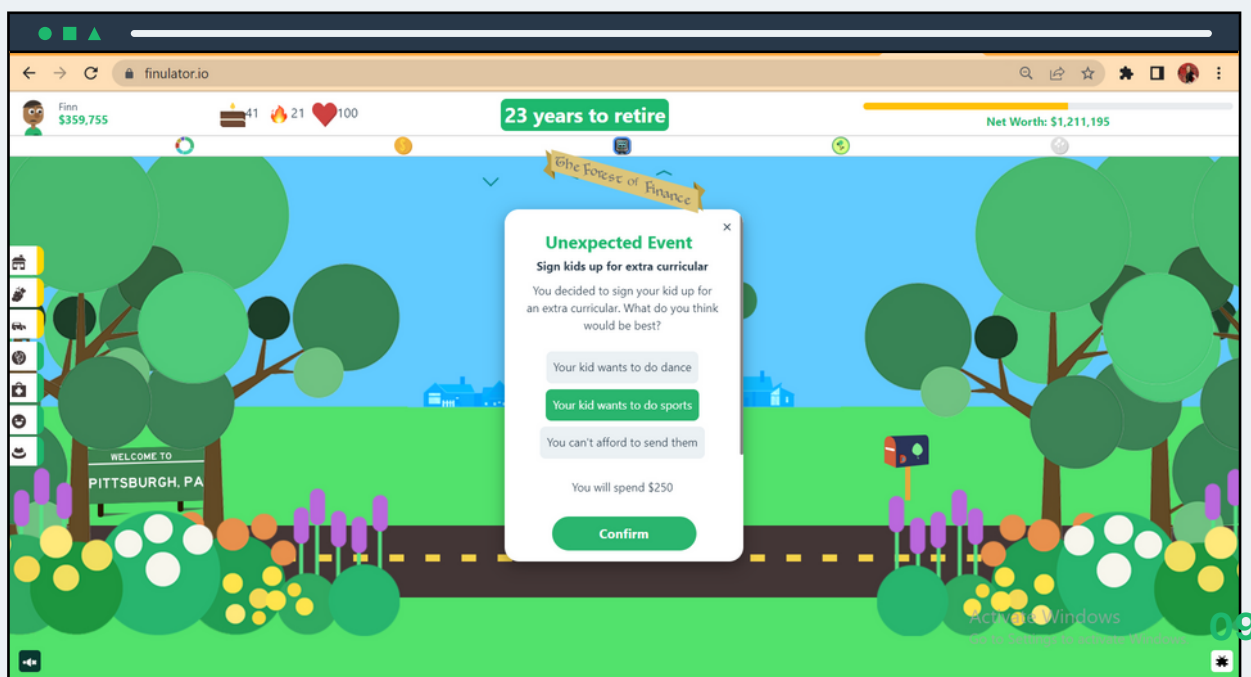 finulator.io
Finn
$359,755
41
21
100
23 years to retire
Net Worth: $1,211,195
The Forest of Finance
Unexpected Event
Sign kids up for extra curricular
You decided to sign your kid up for
an extra curricular. What do you think
would be best?
Your kid wants to do dance
Your kid wants to do sports
You can't afford to send them
You will spend $250
Confirm
WELCOME TO
PITTSBURGH, PA
Activate Windows
09